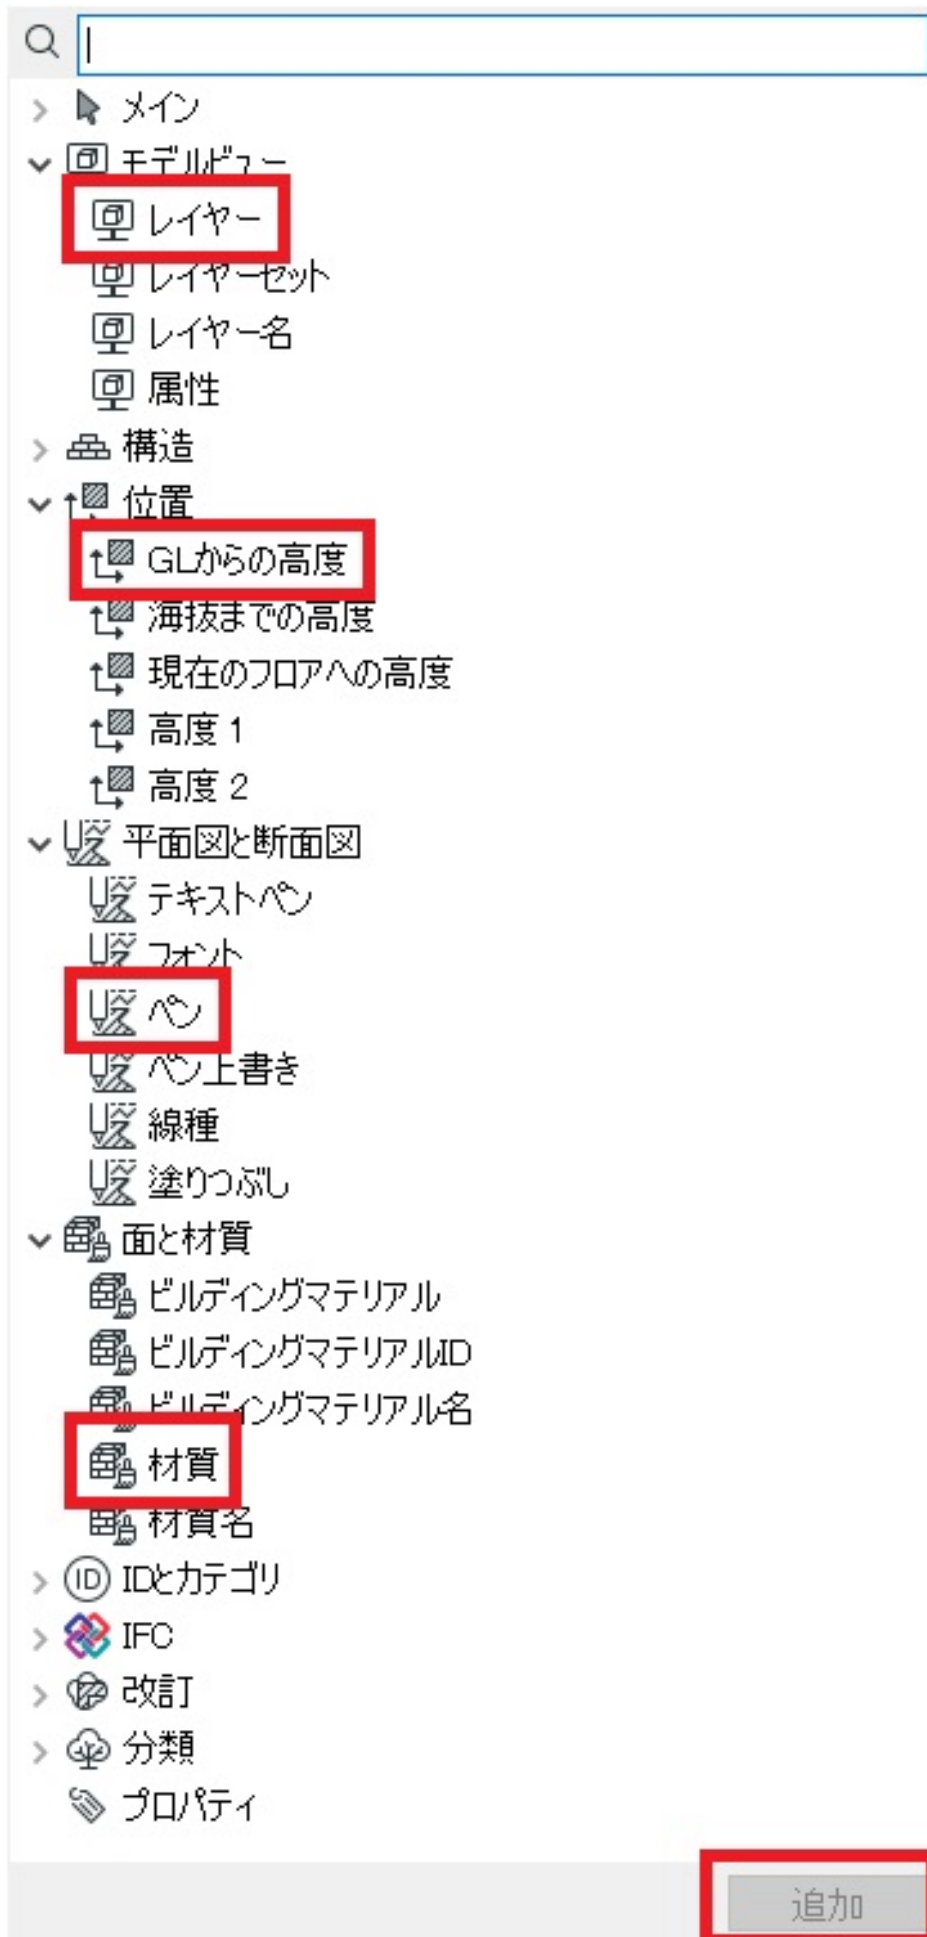 メイン
モデルビュー
レイヤー
レイヤーセット
レイヤー名
属性
構造
位置
GLからの高度
海抜までの高度
現在のフロアへの高度
高度 1
高度 2
平面図と断面図
テキストペン
フォント
ペン
ペン上書き
線種
塗りつぶし
面と材質
ビルディングマテリアル
ビルディングマテリアルID
ビルディングマテリアル名
材質
材質名
ID IDとカテゴリ
IFC
改訂
分類
プロパティ
追加